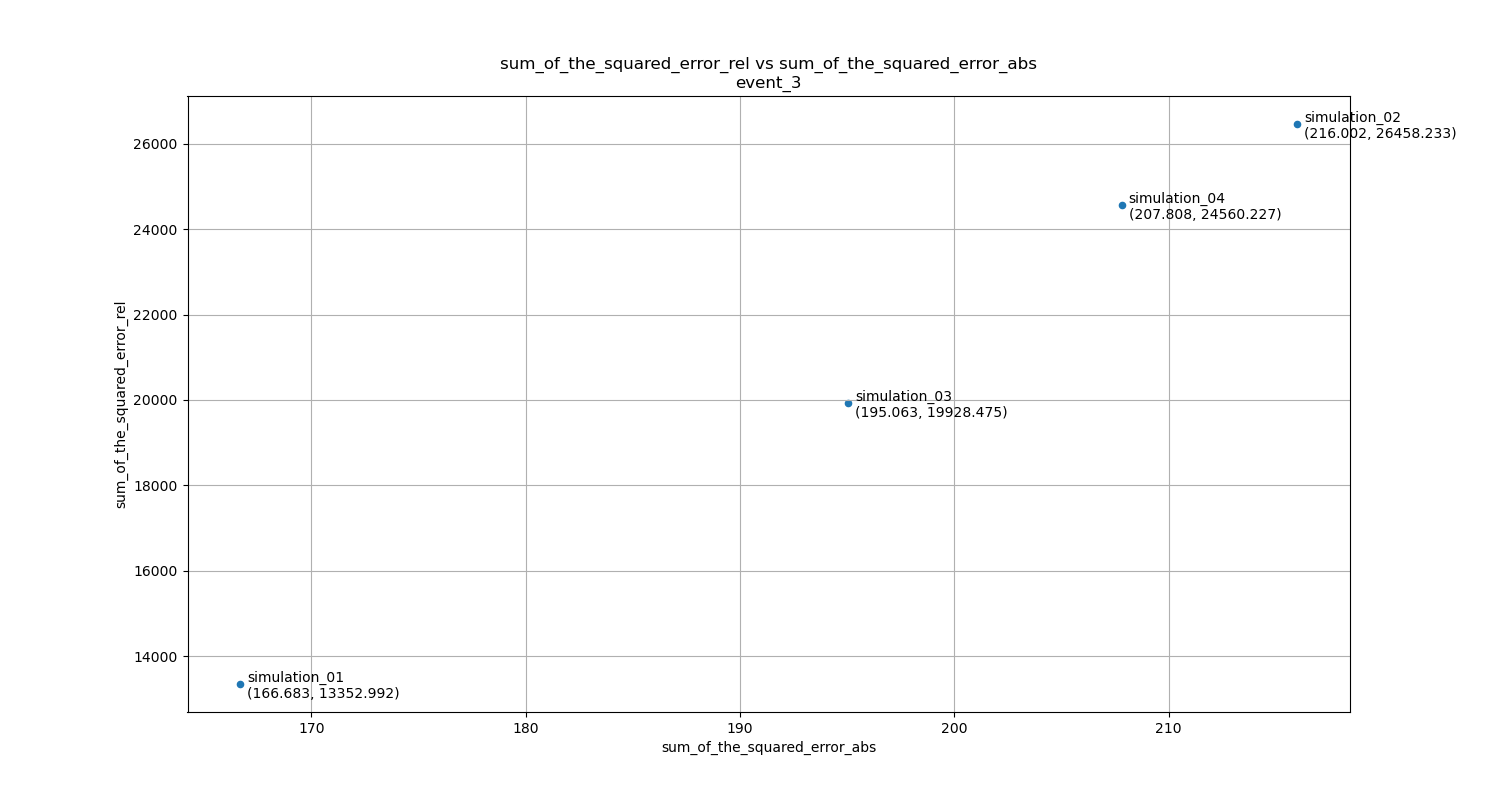 sum_of_the_squared_error_rel vs sum_of_the_squared_error_abs
event_3
sum_of_the_squared_error_rel
26000
24000
22000
20000
18000
16000
14000
simulation_02
(216.002, 26458.233)
simulation_04
(207.808, 24560.227)
simulation_03
(195.063, 19928.475)
simulation_01
(166.683, 13352.992)
170
180
190
200
210
sum_of_the_squared_error_abs